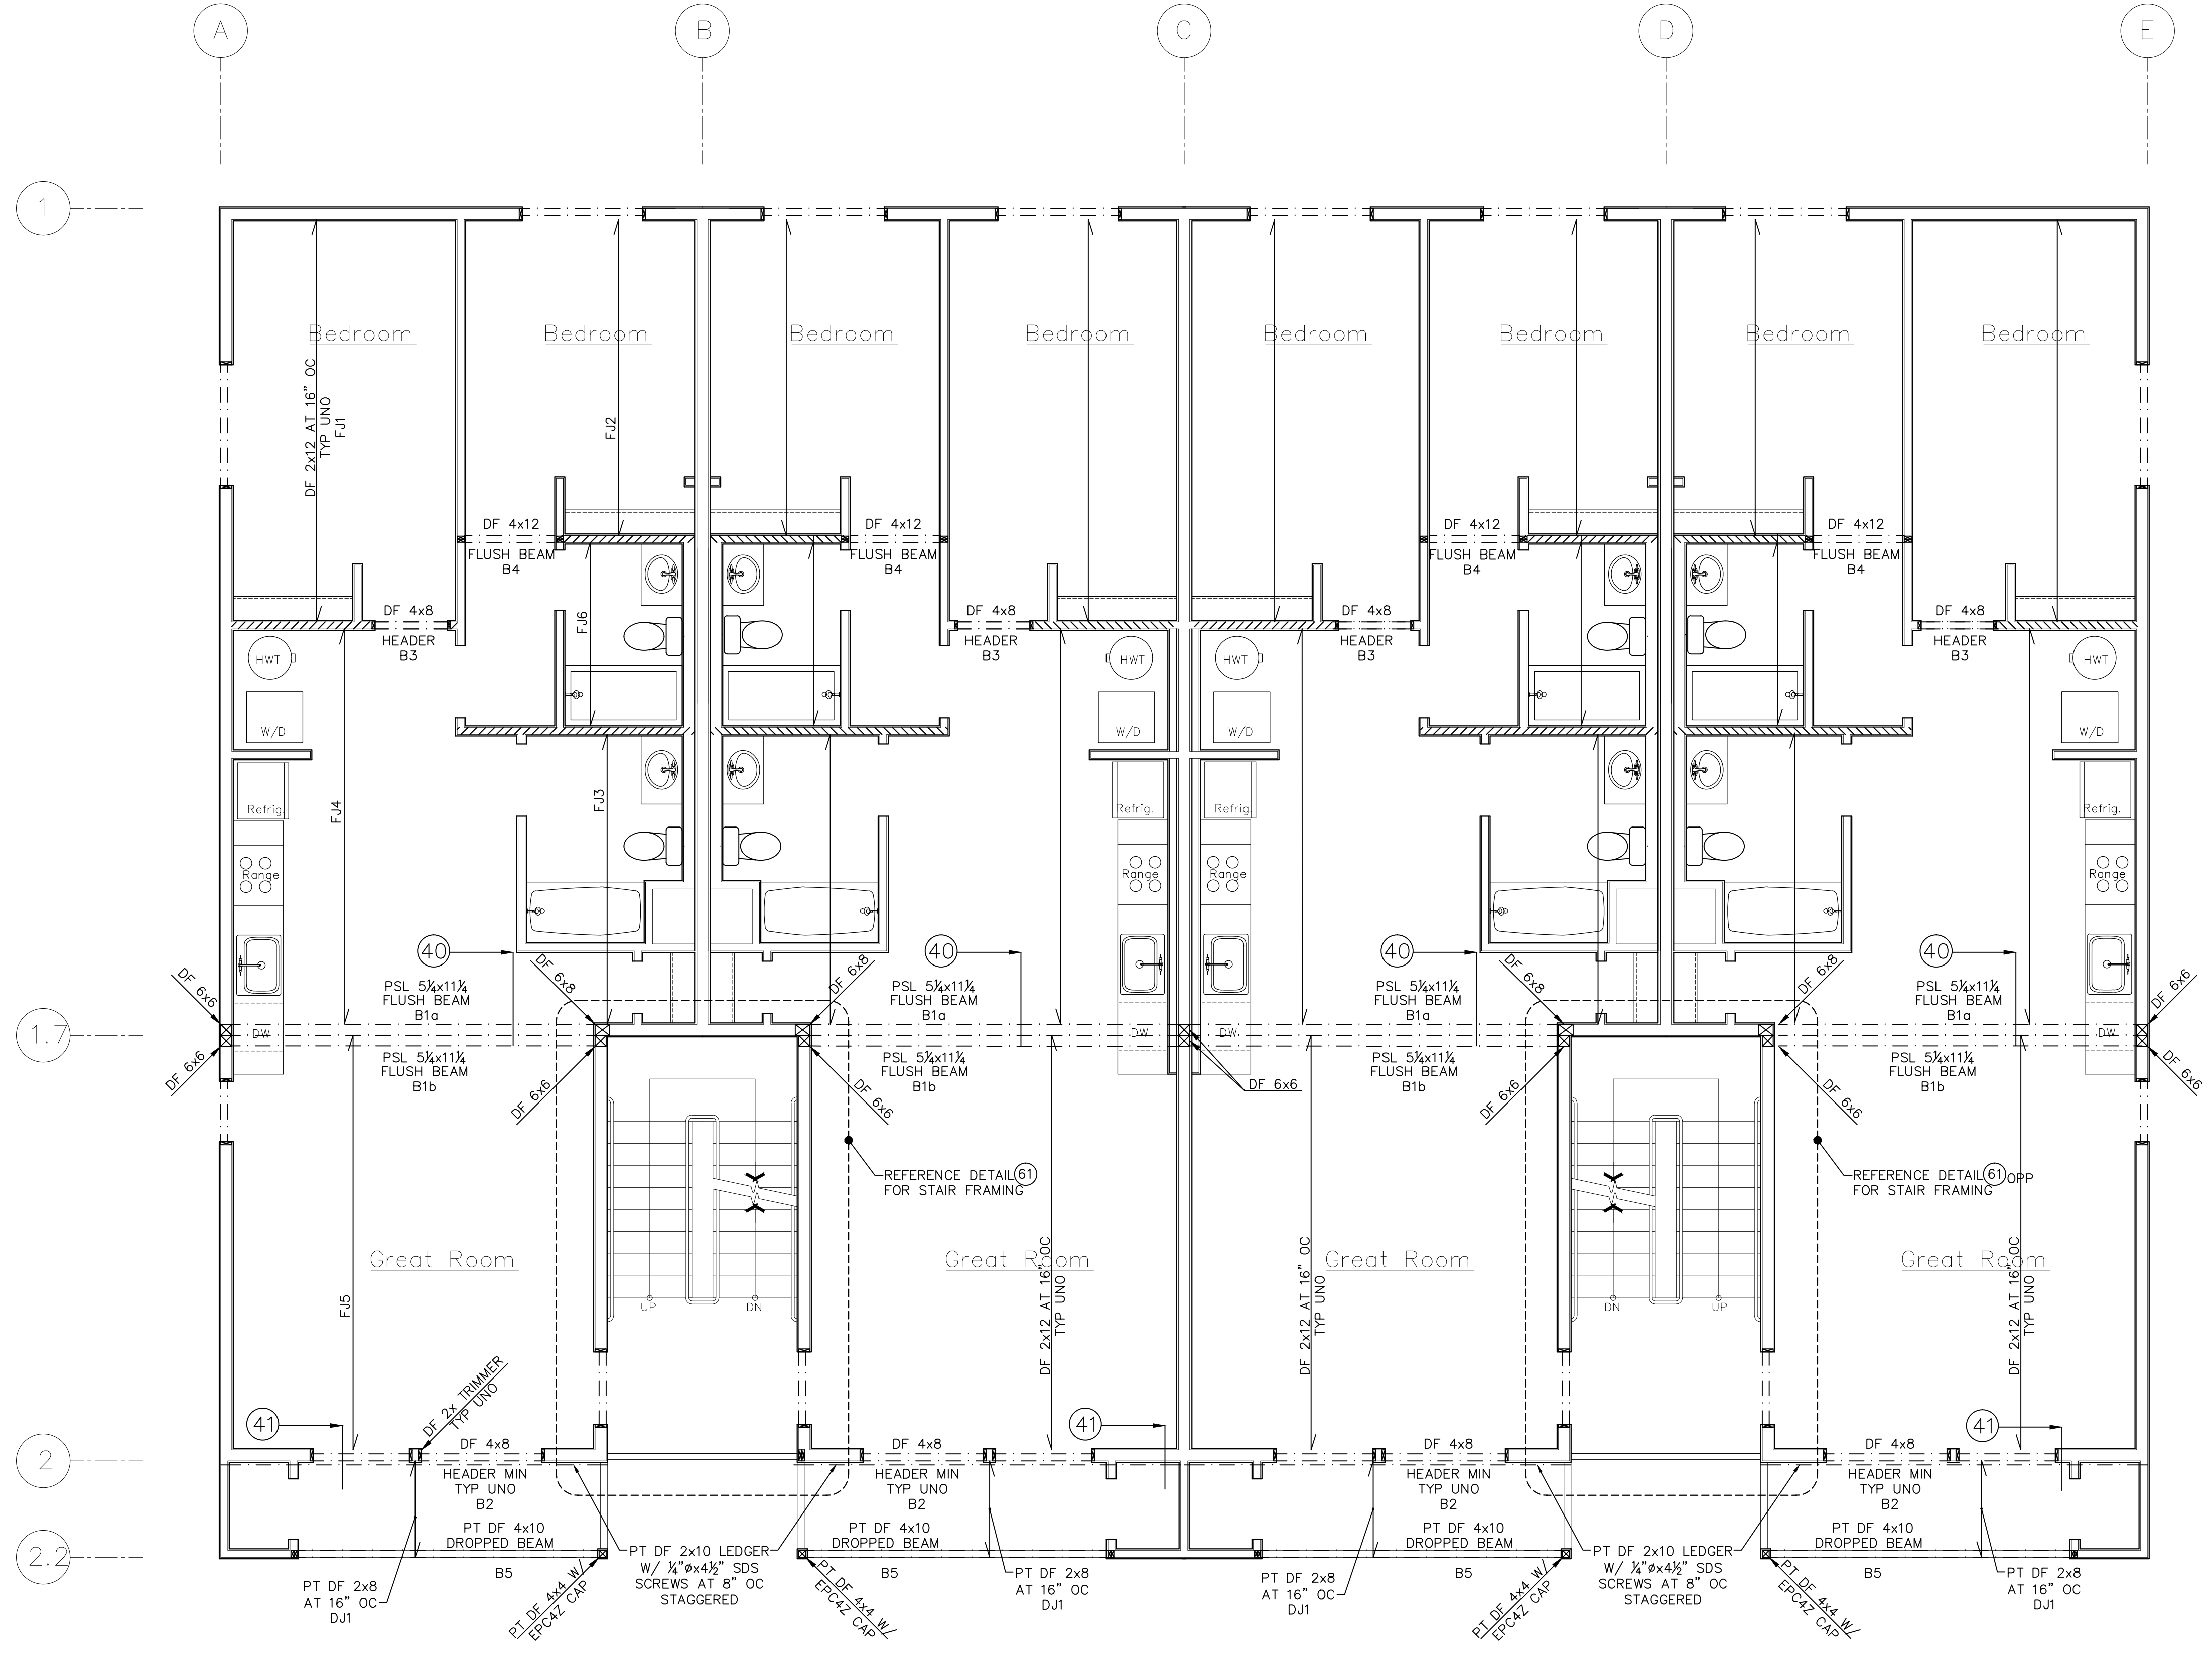 A B C D E
1
Bedroom Bedroom Bedroom Bedroom Bedroom Bedroom Bedroom Bedroom
DF 2x12 AT 16" OC
TYP UNO
FJ1
FJ2
DF 4x12 DF 4x12 DF 4x12 DF 4x12
FLUSH BEAM FLUSH BEAM FLUSH BEAM FLUSH BEAM
B4 B4 B4 B4
DF 4x8 DF 4x8 DF 4x8 DF 4x8
HEADER HEADER HEADER HEADER
B3 B3 B3 B3
FJ6
HWT HWT HWT HWT
W/D W/D W/D W/D
FJ4
FJ3
Refrig. Refrig. Refrig. Refrig.
Range Range Range Range
40 40 40 40
DF 6x6 DF 6x8 DF 6x8 DF 6x8 DF 6x8 DF 6x6
PSL 5¼x11¼ PSL 5¼x11¼ PSL 5¼x11¼ PSL 5¼x11¼
FLUSH BEAM FLUSH BEAM FLUSH BEAM FLUSH BEAM
B1a B1a B1a B1a
1.7
DW DW DW DW
PSL 5¼x11¼ PSL 5¼x11¼ PSL 5¼x11¼ PSL 5¼x11¼
FLUSH BEAM FLUSH BEAM FLUSH BEAM FLUSH BEAM
B1b B1b B1b B1b
DF 6x6 DF 6x6 DF 6x6 DF 6x6 DF 6x6 DF 6x6 DF 6x6
REFERENCE DETAIL 61
FOR STAIR FRAMING
REFERENCE DETAIL 61 OPP
FOR STAIR FRAMING
Great Room Great Room Great Room Great Room
FJ5
DF 2x12 AT 16" OC
TYP UNO
DF 2x12 AT 16" OC
TYP UNO
DF 2x12 AT 16" OC
TYP UNO
UP DN DN UP
DF 2x TRIMMER
TYP UNO
41 41 41
2
DF 4x8 DF 4x8 DF 4x8 DF 4x8
HEADER MIN HEADER MIN HEADER MIN HEADER MIN
TYP UNO TYP UNO TYP UNO TYP UNO
B2 B2 B2 B2
2.2
PT DF 4x10 PT DF 4x10 PT DF 4x10 PT DF 4x10
DROPPED BEAM DROPPED BEAM DROPPED BEAM DROPPED BEAM
B5 B5 B5 B5
PT DF 2x10 LEDGER
W/ ¼"øx4½" SDS
SCREWS AT 8" OC
STAGGERED
PT DF 2x10 LEDGER
W/ ¼"øx4½" SDS
SCREWS AT 8" OC
STAGGERED
PT DF 2x8
AT 16" OC
DJ1
PT DF 2x8
AT 16" OC
DJ1
PT DF 2x8
AT 16" OC
DJ1
PT DF 2x8
AT 16" OC
DJ1
PT DF 4x4 W/
EPC4Z CAP
PT DF 4x4 W/
EPC4Z CAP
PT DF 4x4 W/
EPC4Z CAP
PT DF 4x4 W/
EPC4Z CAP